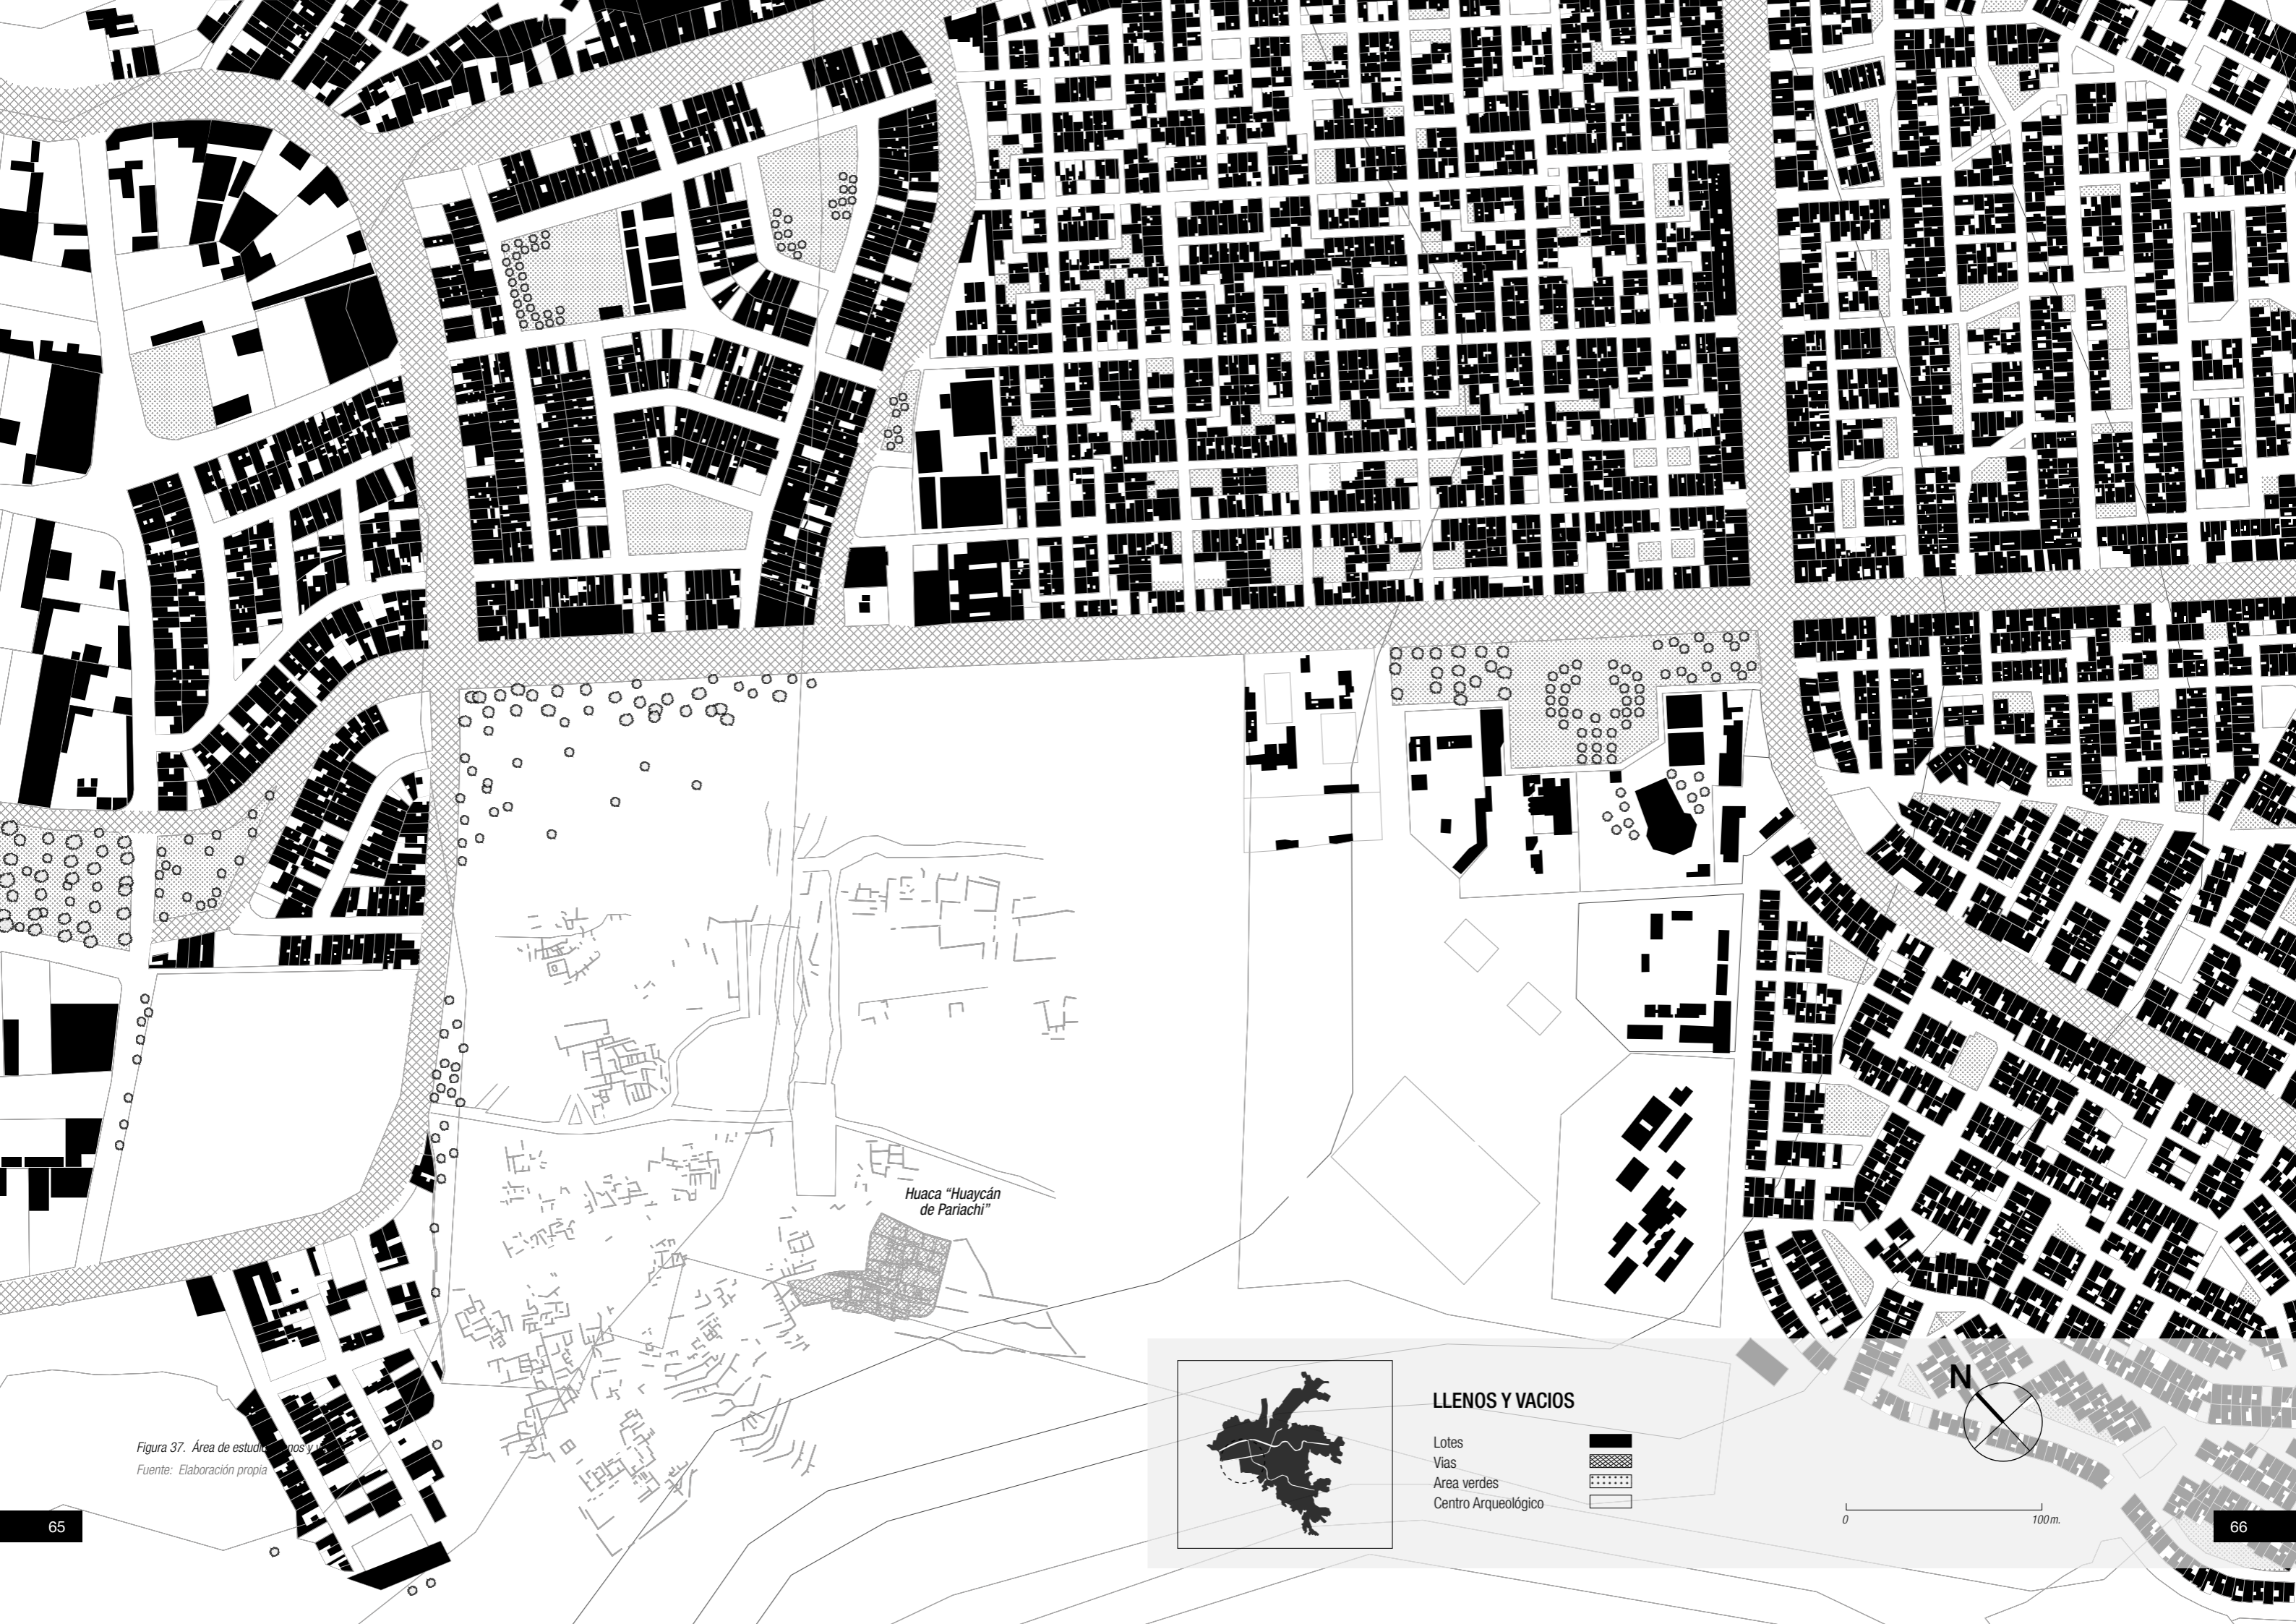 Huaca “Huaycán
de Pariachi”
LLENOS Y VACIOS
Lotes
Vias
Area verdes
Centro Arqueológico
N
0 100 m.
Figura 37. Área de estudio
Fuente: Elaboración propia
65
66